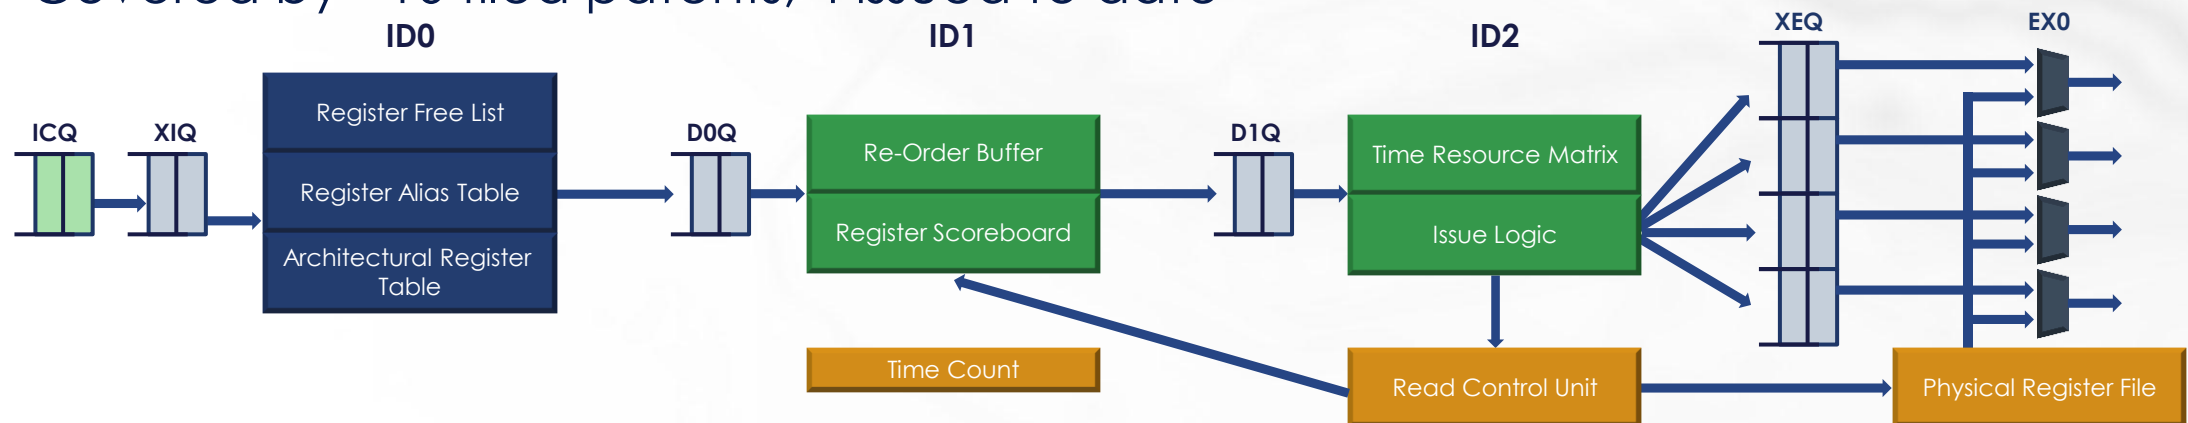 ID0
ID1
ID2
XEQ
EX0
ICQ
XIQ
Register Free List
Register Alias Table
Architectural Register
Table
D0Q
Re-Order Buffer
Register Scoreboard
Time Count
D1Q
Time Resource Matrix
Issue Logic
Read Control Unit
Physical Register File